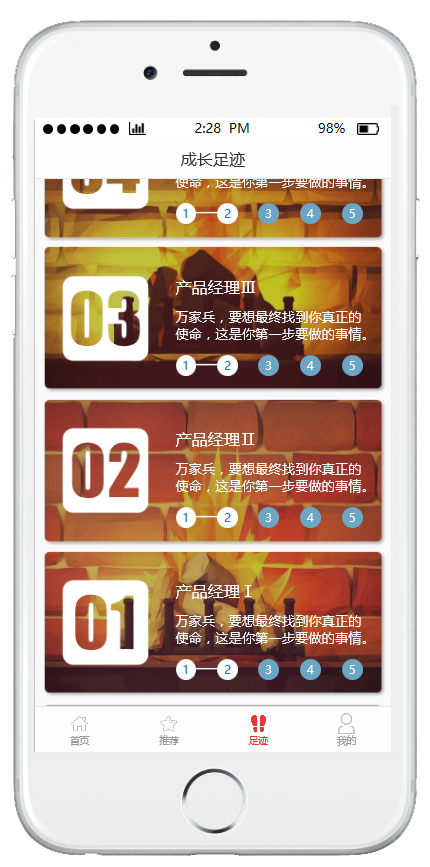 2:28 PM 98%
成长足迹
04
使命，这是你第一步要做的事情。
1 2 3 4 5
03
产品经理Ⅲ
万家兵，要想最终找到你真正的
使命，这是你第一步要做的事情。
1 2 3 4 5
02
产品经理Ⅱ
万家兵，要想最终找到你真正的
使命，这是你第一步要做的事情。
1 2 3 4 5
01
产品经理Ⅰ
万家兵，要想最终找到你真正的
使命，这是你第一步要做的事情。
1 2 3 4 5
首页 推荐 足迹 我的